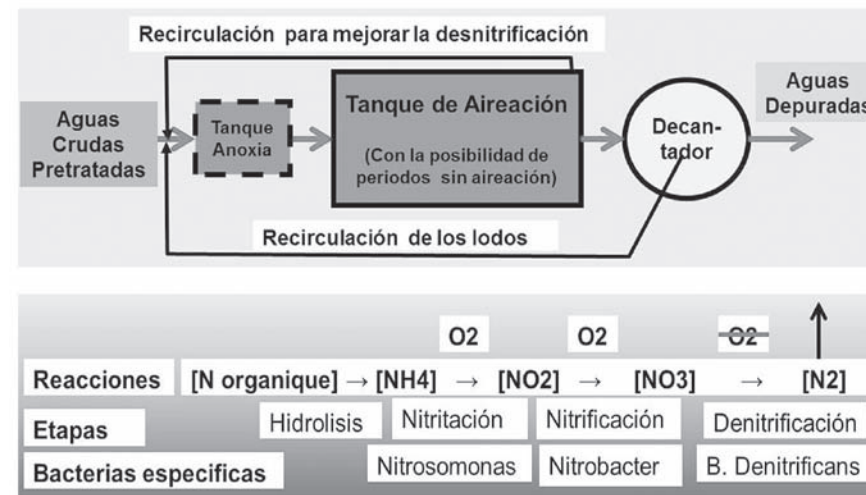 Recirculación para mejorar la desnitrificación
Aguas
Crudas
Pretratadas
Tanque
Anoxia
Tanque de Aireación
(Con la posibilidad de
periodos sin aireación)
Decan-
tador
Aguas
Depuradas
Recirculación de los lodos
O2 O2 O2
Reacciones [N organique] → [NH4] → [NO2] → [NO3] → [N2]
Etapas Hidrolisis Nitritación Nitrificación Denitrificación
Bacterias especificas Nitrosomonas Nitrobacter B. Denitrificans